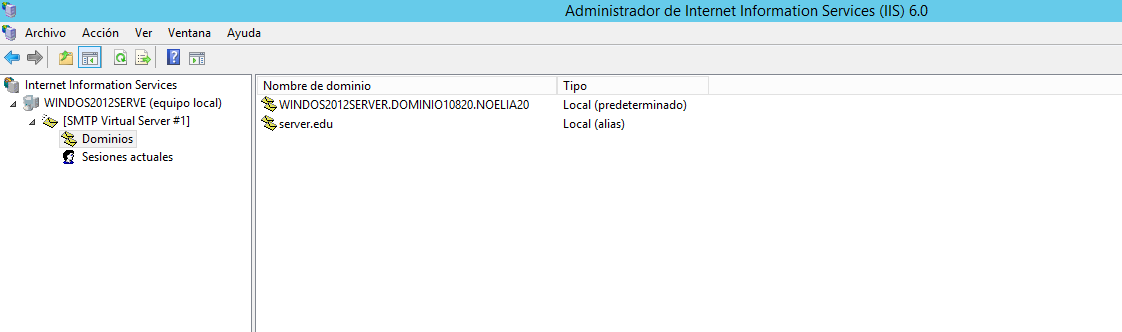 Administrador de Internet Information Services (IIS) 6.0
Archivo Acción Ver Ventana Ayuda
Internet Information Services
WINDOS2012SERVE (equipo local)
[SMTP Virtual Server #1]
Dominios
Sesiones actuales
Nombre de dominio Tipo
WINDOS2012SERVER.DOMINIO10820.NOELIA20 Local (predeterminado)
server.edu Local (alias)